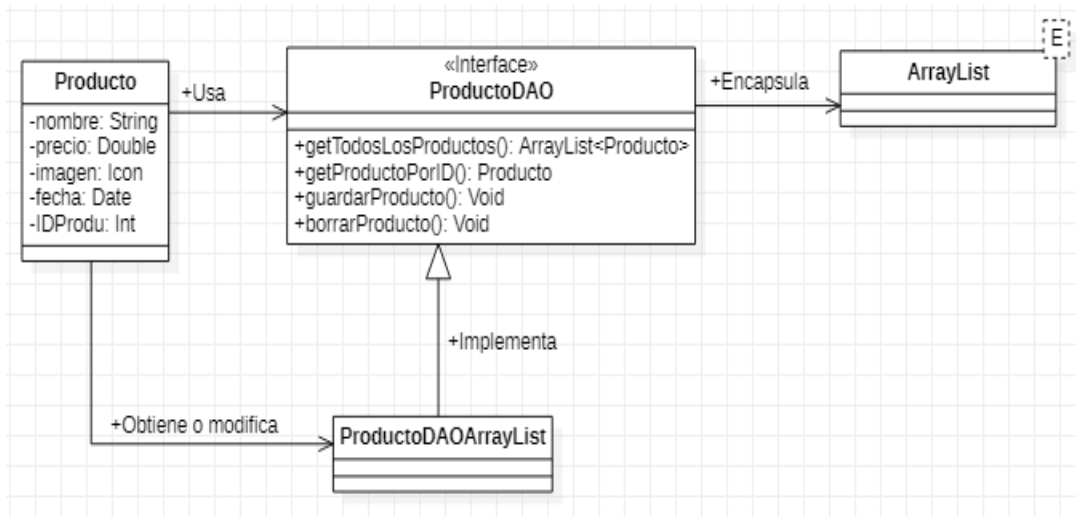 Producto
-nombre: String
-precio: Double
-imagen: Icon
-fecha: Date
-IDProdu: Int
+Usa
«Interface»
ProductoDAO
+getTodosLosProductos(): ArrayList<Producto>
+getProductoPorID(): Producto
+guardarProducto(): Void
+borrarProducto(): Void
+Encapsula
E
ArrayList
+Implementa
+Obtiene o modifica
ProductoDAOArrayList